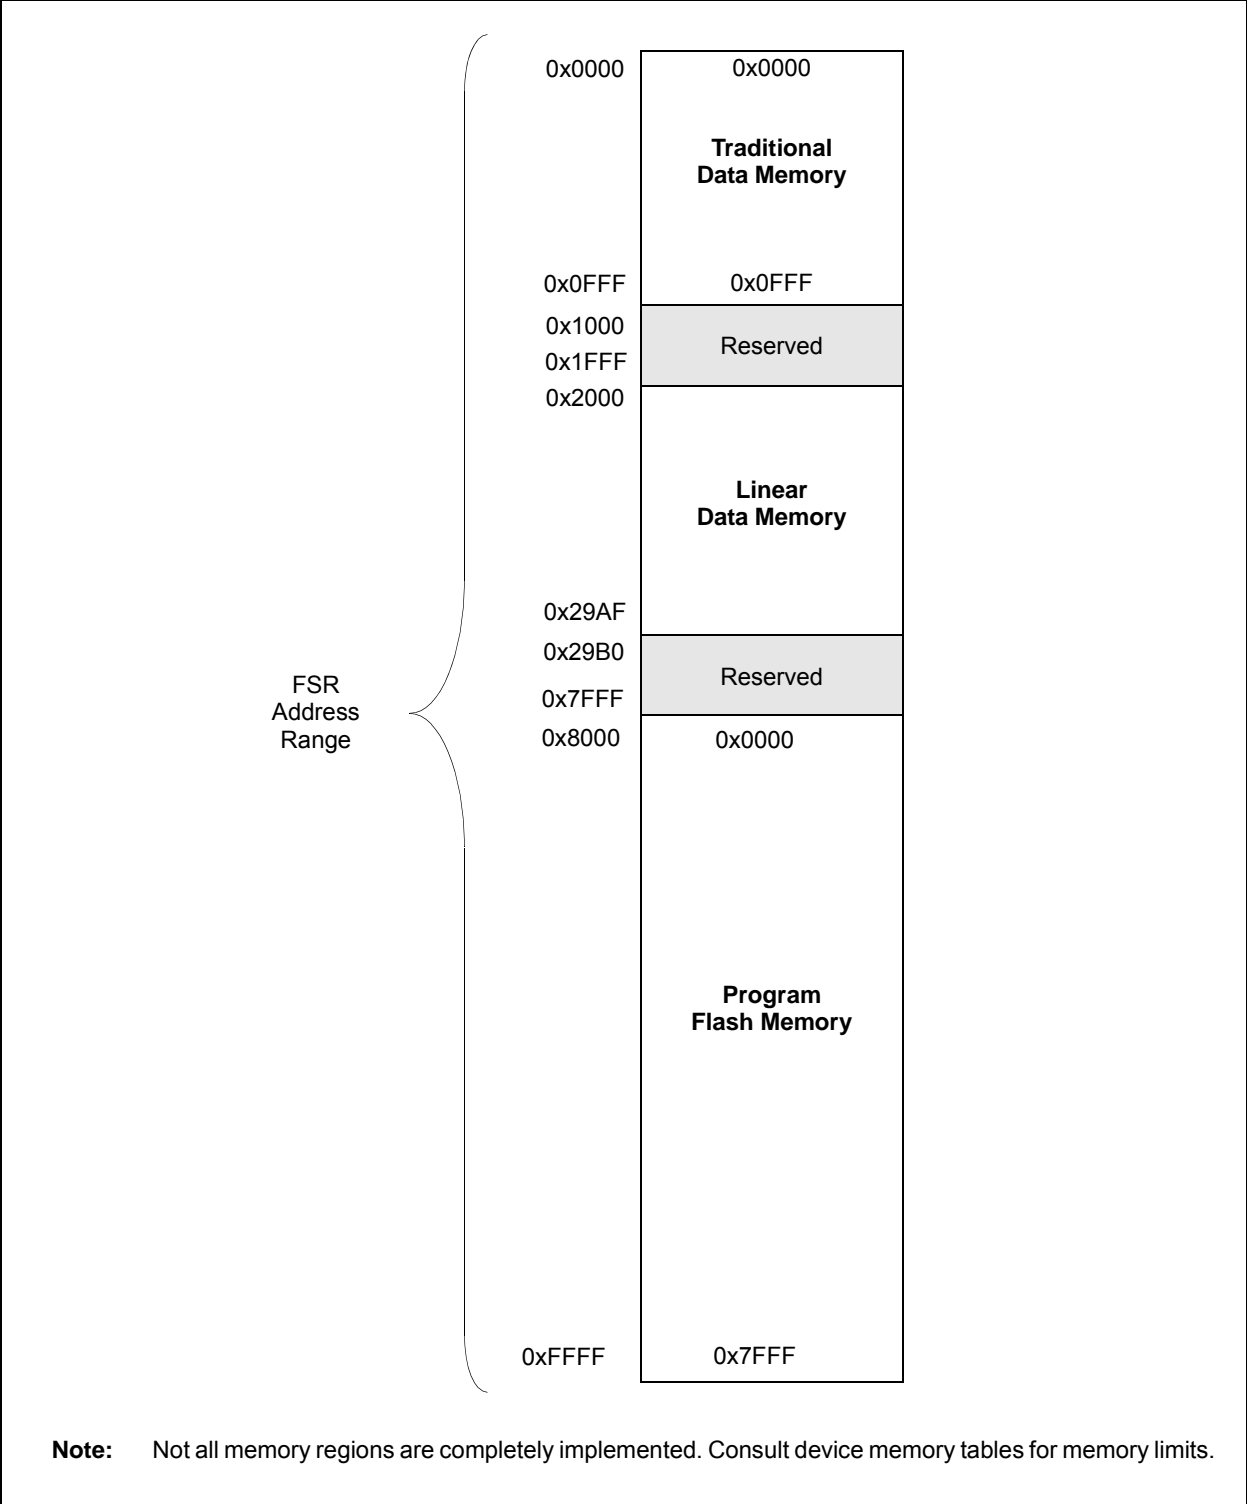 0x0000 0x0000
Traditional
Data Memory
0x0FFF 0x0FFF
0x1000
Reserved
0x1FFF
0x2000
Linear
Data Memory
0x29AF
0x29B0
Reserved
0x7FFF
FSR
Address
Range
0x8000 0x0000
Program
Flash Memory
0xFFFF 0x7FFF
Note: Not all memory regions are completely implemented. Consult device memory tables for memory limits.